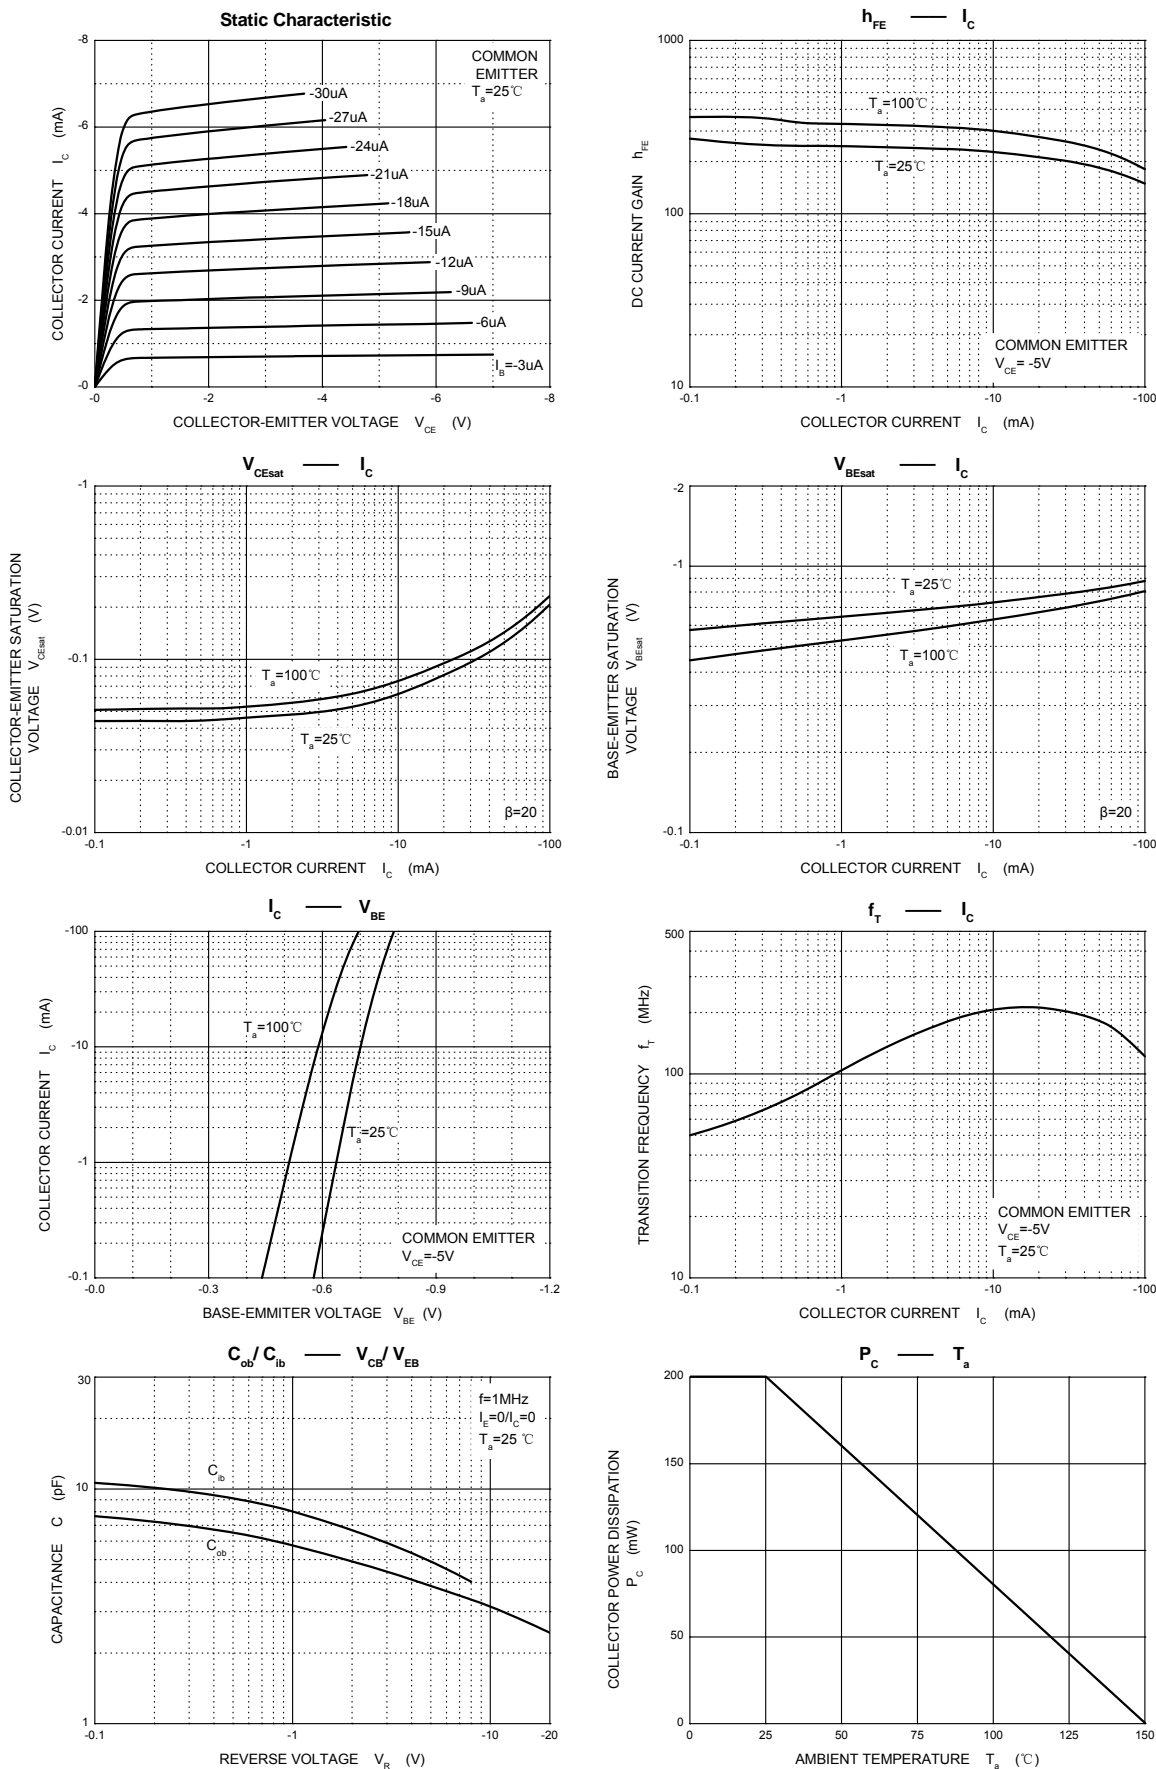 Static Characteristic
-8
-6
-4
-2
-0
-0
-2
-4
-6
-8
COMMON
EMITTER
Ta=25℃
-30uA
-27uA
-24uA
-21uA
-18uA
-15uA
-12uA
-9uA
-6uA
IB=-3uA
COLLECTOR CURRENT IC (mA)
COLLECTOR-EMITTER VOLTAGE VCE (V)
hFE —— IC
1000
100
10
-0.1
-1
-10
-100
Ta=100℃
Ta=25℃
COMMON EMITTER
VCE= -5V
DC CURRENT GAIN hFE
COLLECTOR CURRENT IC (mA)
VCEsat —— IC
-1
-0.1
-0.01
-0.1
-1
-10
-100
Ta=100℃
Ta=25℃
β=20
COLLECTOR-EMITTER SATURATION
VOLTAGE VCEsat (V)
COLLECTOR CURRENT IC (mA)
VBEsat —— IC
-2
-1
-0.1
-0.1
-1
-10
-100
Ta=25℃
Ta=100℃
β=20
BASE-EMITTER SATURATION
VOLTAGE VBEsat (V)
COLLECTOR CURRENT IC (mA)
IC —— VBE
-100
-10
-1
-0.1
-0.0
-0.3
-0.6
-0.9
-1.2
Ta=100℃
Ta=25℃
COMMON EMITTER
VCE=-5V
COLLECTOR CURRENT IC (mA)
BASE-EMMITER VOLTAGE VBE (V)
fT —— IC
500
100
10
-0.1
-1
-10
-100
COMMON EMITTER
VCE=-5V
Ta=25℃
TRANSITION FREQUENCY fT (MHz)
COLLECTOR CURRENT IC (mA)
Cob/ Cib —— VCB/ VEB
30
10
1
-0.1
-1
-10
-20
f=1MHz
IE=0/IC=0
Ta=25 ℃
Cib
Cob
CAPACITANCE C (pF)
REVERSE VOLTAGE VR (V)
PC —— Ta
200
150
100
50
0
0
25
50
75
100
125
150
COLLECTOR POWER DISSIPATION
PC (mW)
AMBIENT TEMPERATURE Ta (℃)